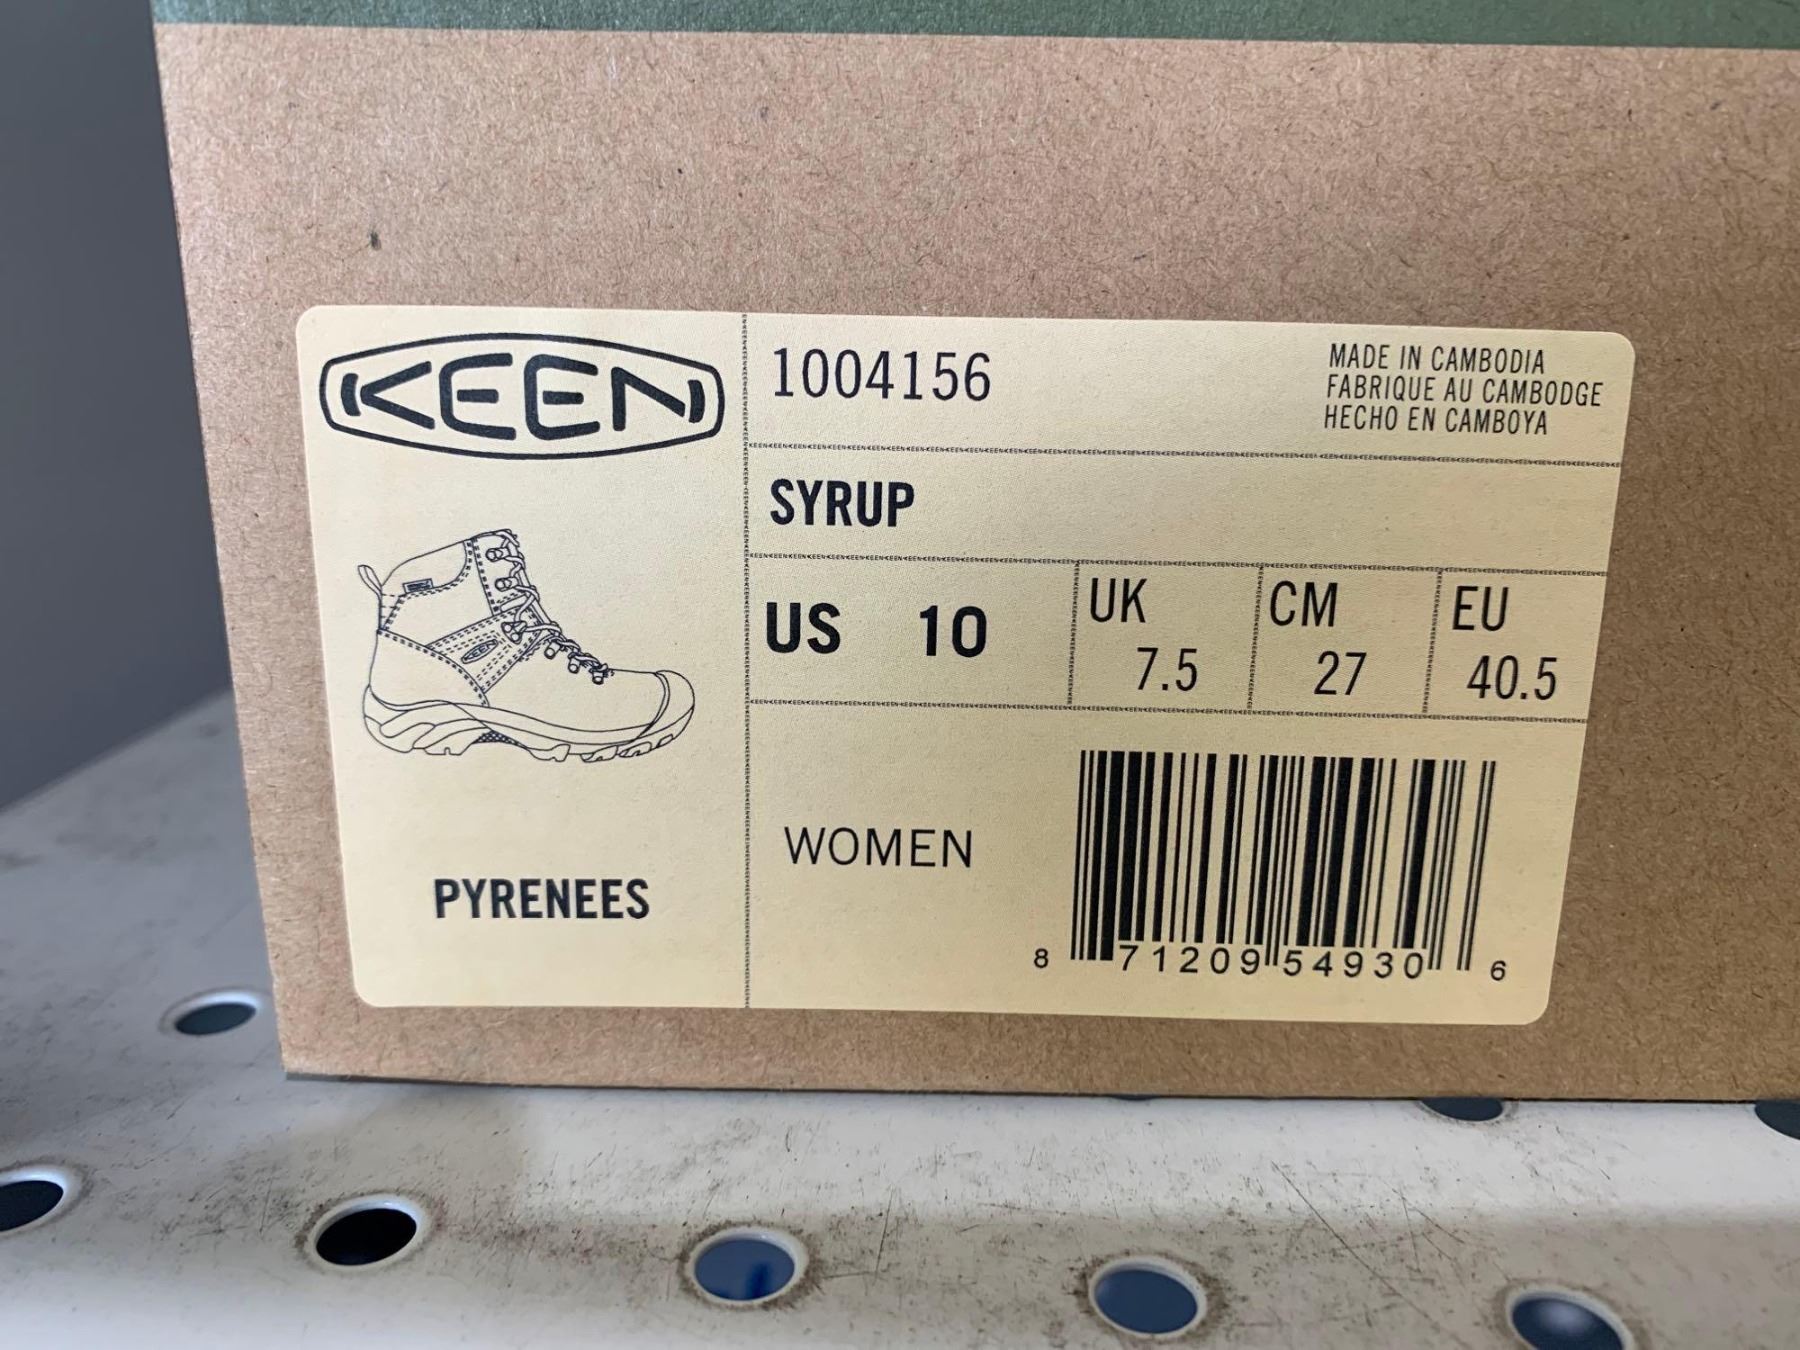 KEEN
1004156
MADE IN CAMBODIA
FABRIQUE AU CAMBODGE
HECHO EN CAMBOYA
SYRUP
US 10
UK 7.5
CM 27
EU 40.5
KEEN
PYRENEES
WOMEN
8 71209 54930 6